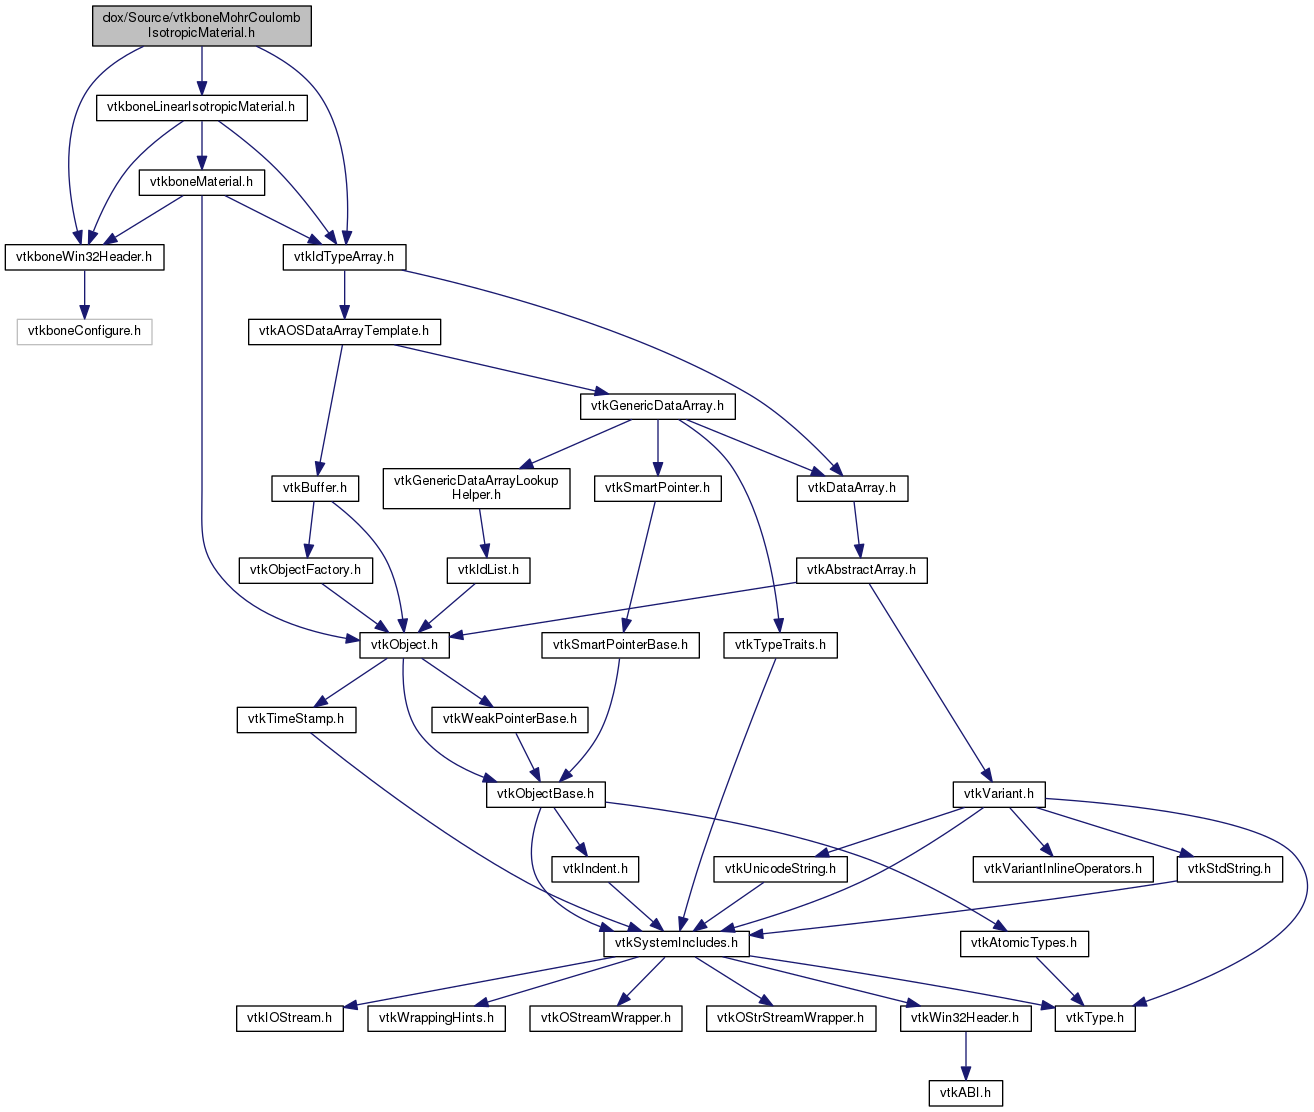 dox/Source/vtkboneMohrCoulomb
IsotropicMaterial.h
vtkboneLinearIsotropicMaterial.h
vtkboneMaterial.h
vtkboneWin32Header.h
vtkIdTypeArray.h
vtkboneConfigure.h
vtkAOSDataArrayTemplate.h
vtkGenericDataArray.h
vtkBuffer.h
vtkGenericDataArrayLookup
Helper.h
vtkSmartPointer.h
vtkDataArray.h
vtkObjectFactory.h
vtkIdList.h
vtkAbstractArray.h
vtkObject.h
vtkSmartPointerBase.h
vtkTypeTraits.h
vtkTimeStamp.h
vtkWeakPointerBase.h
vtkObjectBase.h
vtkVariant.h
vtkIndent.h
vtkUnicodeString.h
vtkVariantInlineOperators.h
vtkStdString.h
vtkSystemIncludes.h
vtkAtomicTypes.h
vtkIOStream.h
vtkWrappingHints.h
vtkOStreamWrapper.h
vtkOStrStreamWrapper.h
vtkWin32Header.h
vtkType.h
vtkABI.h